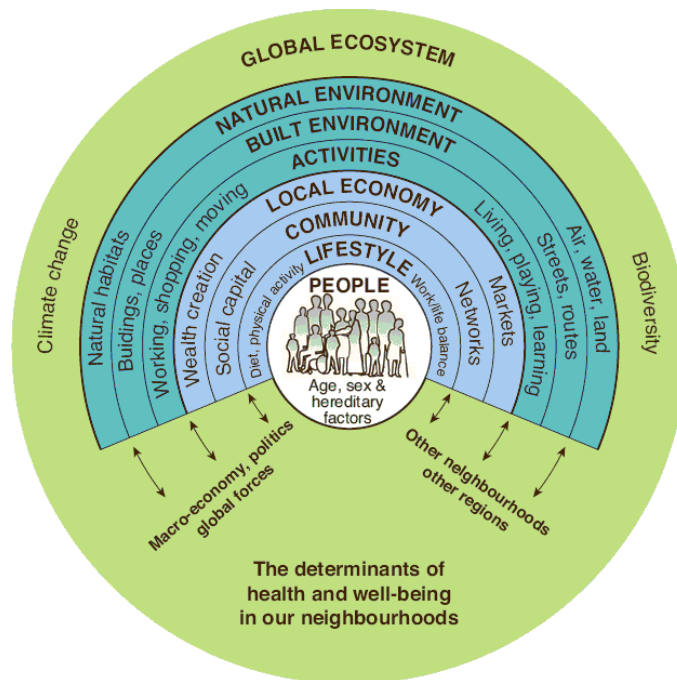 GLOBAL ECOSYSTEM
NATURAL ENVIRONMENT
BUILT ENVIRONMENT
ACTIVITIES
LOCAL ECONOMY
COMMUNITY
LIFESTYLE
PEOPLE
Age, sex &
hereditary
factors
Climate change
Natural habitats
Buidings, places
Working, shopping, moving
Wealth creation
Social capital
Diet, physical activity
Work/life balance
Networks
Markets
Living, playing, learning
Streets, routes
Air, water, land
Biodiversity
Macro-economy, politics
global forces
Other neighbourhoods
other regions
The determinants of
health and well-being
in our neighbourhoods